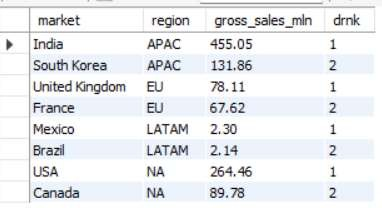 market region gross_sales_mln drnk
India APAC 455.05 1
South Korea APAC 131.86 2
United Kingdom EU 78.11 1
France EU 67.62 2
Mexico LATAM 2.30 1
Brazil LATAM 2.14 2
USA NA 264.46 1
Canada NA 89.78 2